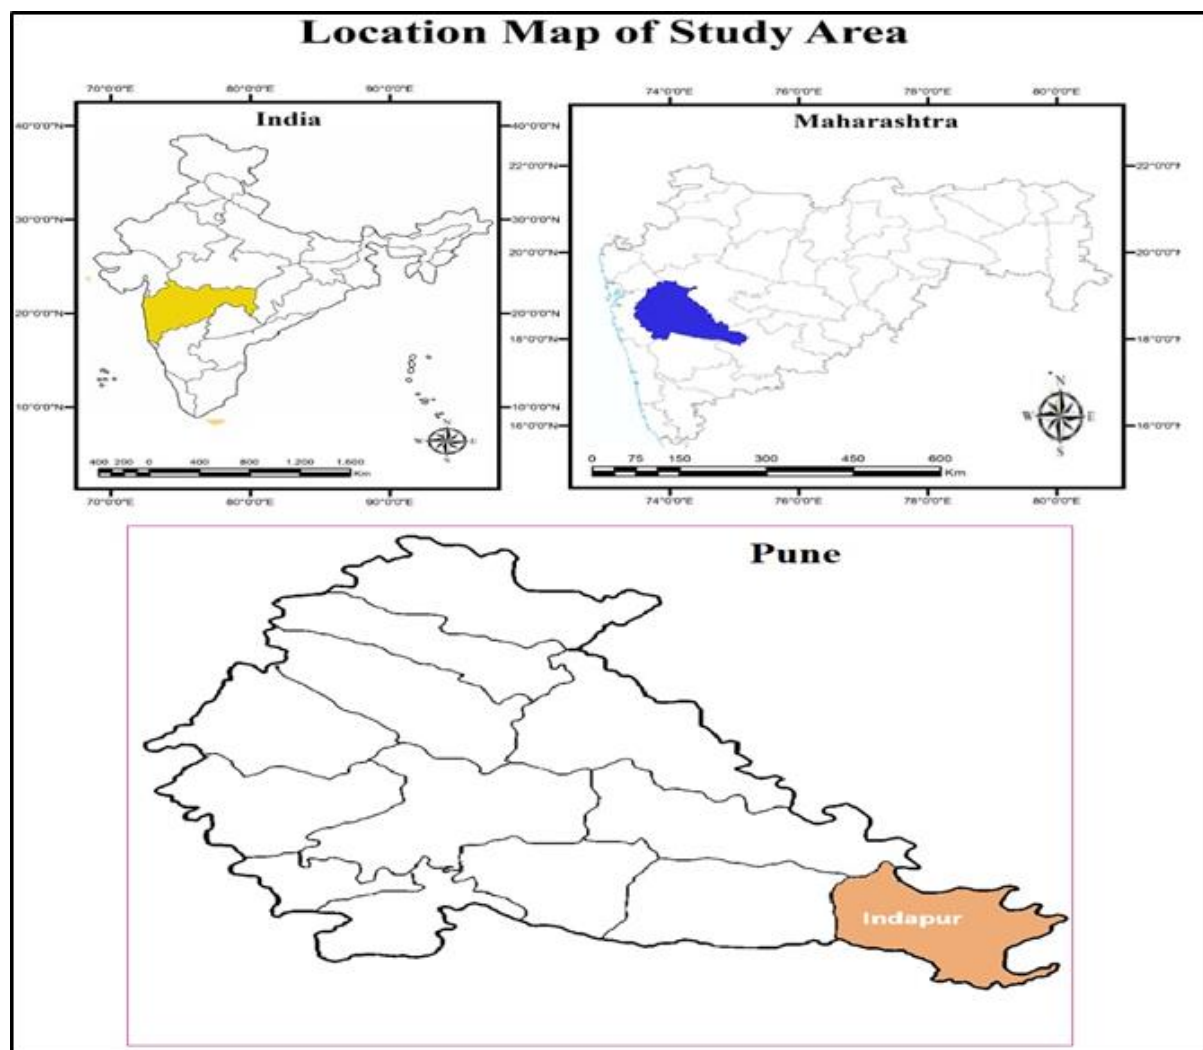 Location Map of Study Area
70°0'0"E 80°0'0"E 90°0'0"E
India
40°0'0"N 40°0'0"N
30°0'0"N 30°0'0"N
20°0'0"N 20°0'0"N
10°0'0"N 10°0'0"N
N
W E
S
400 200 0 400 800 1,200 1,600
Km
70°0'0"E 80°0'0"E 90°0'0"E
74°0'0"E 76°0'0"E 78°0'0"E 80°0'0"E
Maharashtra
22°0'0"N 22°0'0"N
20°0'0"N 20°0'0"N
18°0'0"N 18°0'0"N
16°0'0"N 16°0'0"N
N
W E
S
0 75 150 300 450 600
Km
74°0'0"E 76°0'0"E 78°0'0"E 80°0'0"E
Pune
Indapur